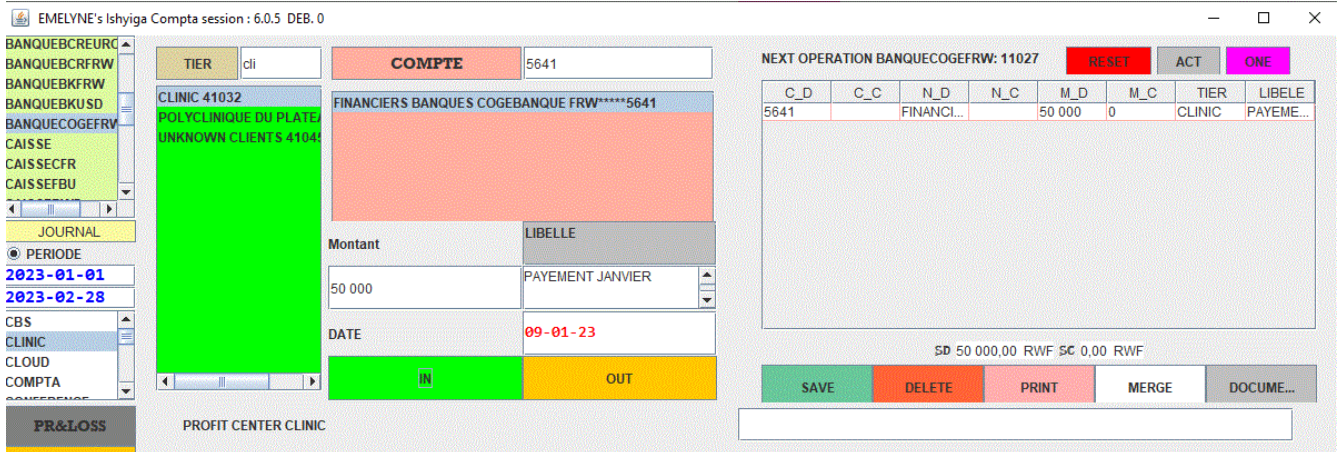 EMELYNE's Ishyiga Compta session : 6.0.5 DEB. 0
BANQUEBCREURC
BANQUEBCRFRW
BANQUEBKFRW
BANQUEBKUSD
BANQUECOGEFRW
CAISSE
CAISSECFR
CAISSEFBU
JOURNAL
PERIODE
2023-01-01
2023-02-28
CBS
CLINIC
CLOUD
COMPTA
PR&LOSS
TIER cli
CLINIC 41032
POLYCLINIQUE DU PLATEA
UNKNOWN CLIENTS 41045
COMPTE 5641
FINANCIERS BANQUES COGEBANQUE FRW*****5641
Montant
LIBELLE
50 000
PAYEMENT JANVIER
DATE
09-01-23
IN OUT
PROFIT CENTER CLINIC
NEXT OPERATION BANQUECOGEFRW: 11027 RESET ACT ONE
C_D C_C N_D N_C M_D M_C TIER LIBELE
5641 FINANCI... 50 000 0 CLINIC PAYEME...
SD 50 000,00 RWF SC 0,00 RWF
SAVE DELETE PRINT MERGE DOCUME...